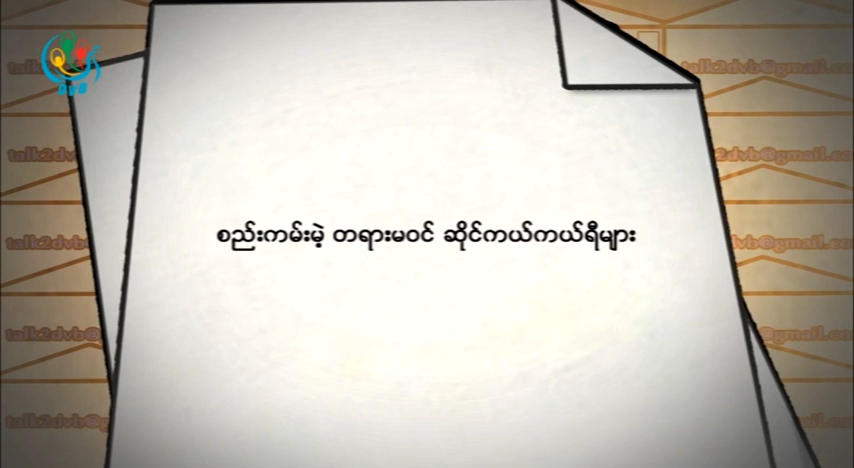 DVB
talk2dvb@gmail.com
စည်းကမ်းမဲ့ တရားမဝင် ဆိုင်ကယ်ကယ်ရီများ